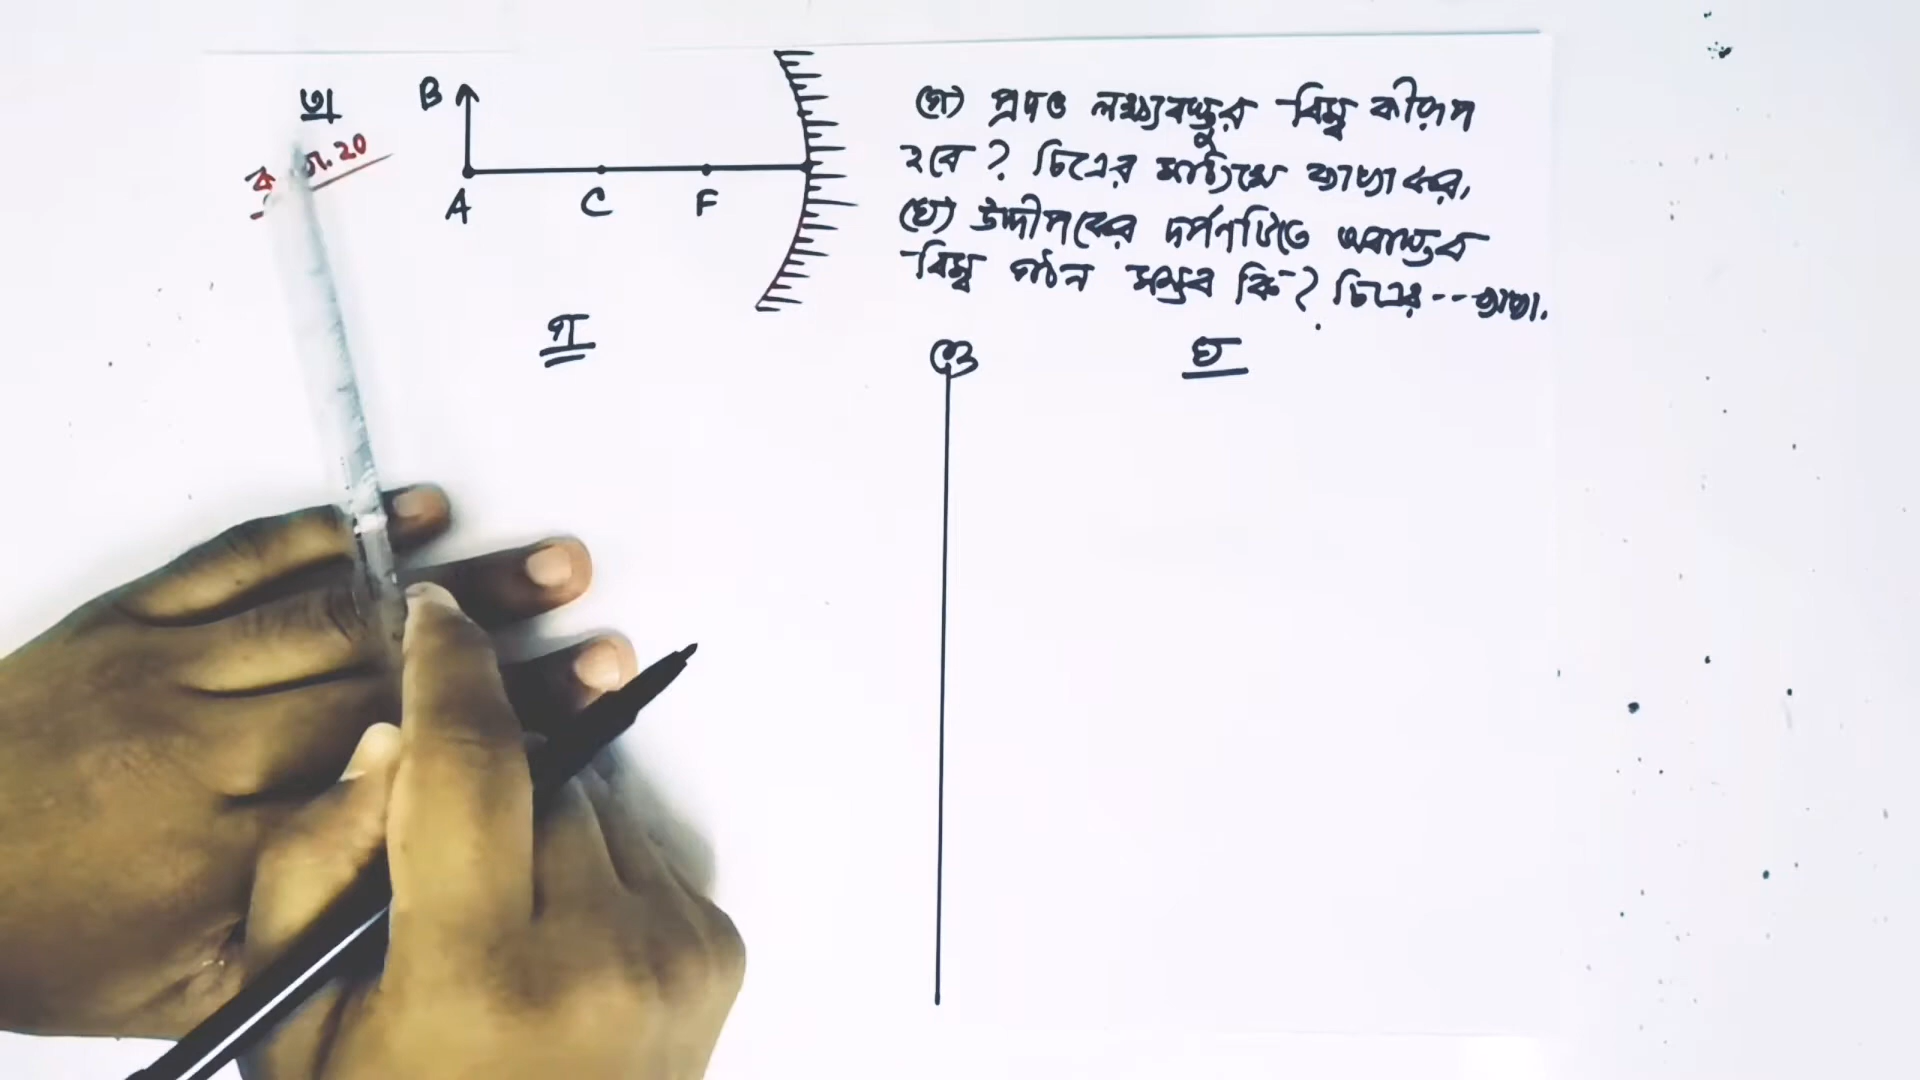 তা
20
B
A C F
(গ) প্রদত্ত লক্ষ্যবস্তুর বিম্ব কীরূপ
হবে? চিত্রের মাধ্যমে ব্যাখ্যা কর,
(ঘ) উদ্দীপকের দর্পণটিতে অবাস্তব
বিম্ব গঠন সম্ভব কি? চিত্রের---ব্যাখ্যা.
গ
ঘ